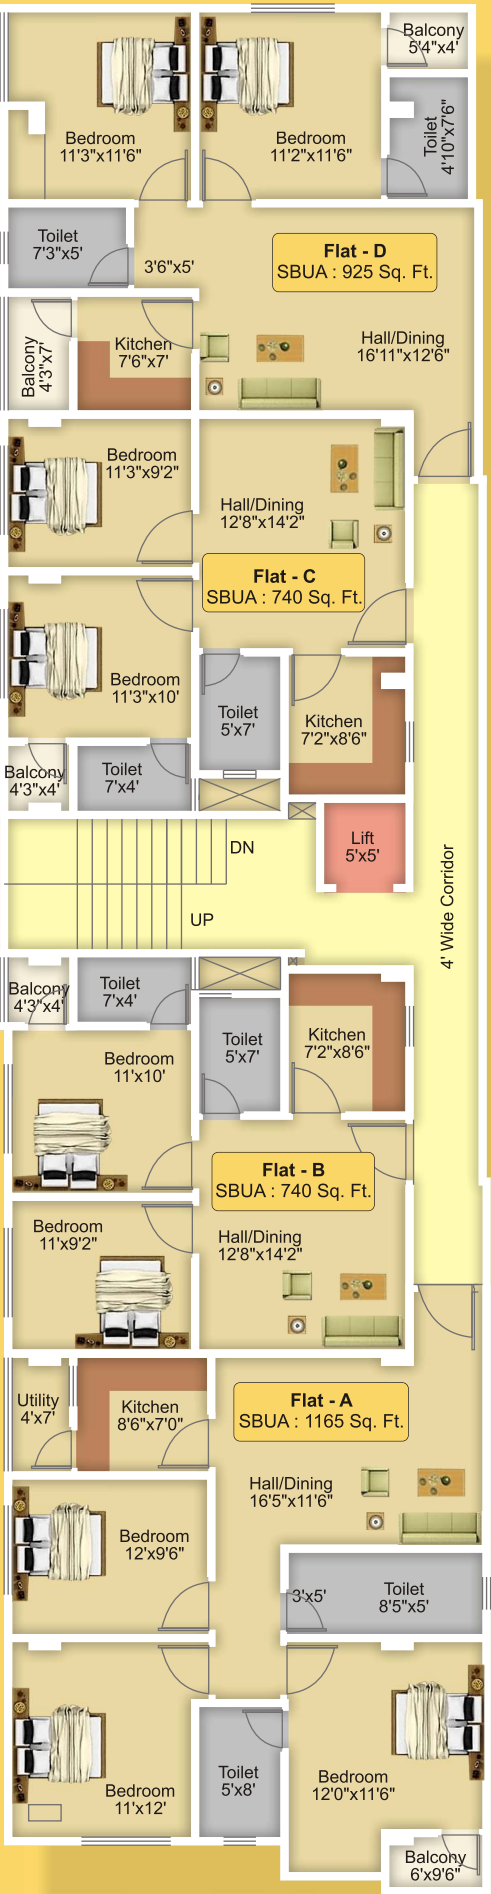 Balcony
5'4"x4'
Bedroom
11'3"x11'6"
Bedroom
11'2"x11'6"
Toilet
4'10"x7'6"
Toilet
7'3"x5'
3'6"x5'
Flat - D
SBUA : 925 Sq. Ft.
Balcony
4'3"x7'
Kitchen
7'6"x7'
Hall/Dining
16'11"x12'6"
Bedroom
11'3"x9'2"
Hall/Dining
12'8"x14'2"
Flat - C
SBUA : 740 Sq. Ft.
Bedroom
11'3"x10'
Toilet
5'x7'
Kitchen
7'2"x8'6"
Balcony
4'3"x4'
Toilet
7'x4'
DN
Lift
5'x5'
UP
4' Wide Corridor
Balcony
4'3"x4'
Toilet
7'x4'
Toilet
5'x7'
Kitchen
7'2"x8'6"
Bedroom
11'x10'
Flat - B
SBUA : 740 Sq. Ft.
Bedroom
11'x9'2"
Hall/Dining
12'8"x14'2"
Utility
4'x7'
Kitchen
8'6"x7'0"
Flat - A
SBUA : 1165 Sq. Ft.
Hall/Dining
16'5"x11'6"
Bedroom
12'x9'6"
3'x5'
Toilet
8'5"x5'
Bedroom
11'x12'
Toilet
5'x8'
Bedroom
12'0"x11'6"
Balcony
6'x9'6"